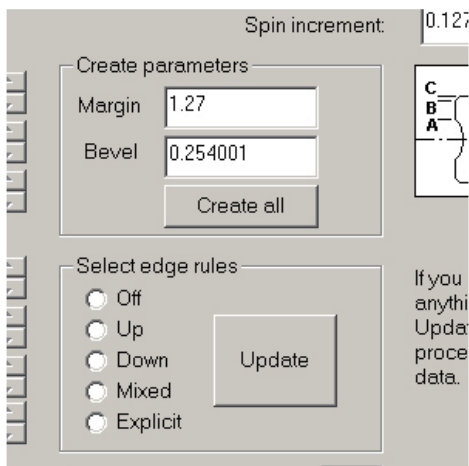 Spin increment:
0.127
Create parameters
Margin
1.27
Bevel
0.254001
Create all
C
B
A
Select edge rules
Off
Up
Down
Mixed
Explicit
Update
If you
anythi
Updat
proce
data.